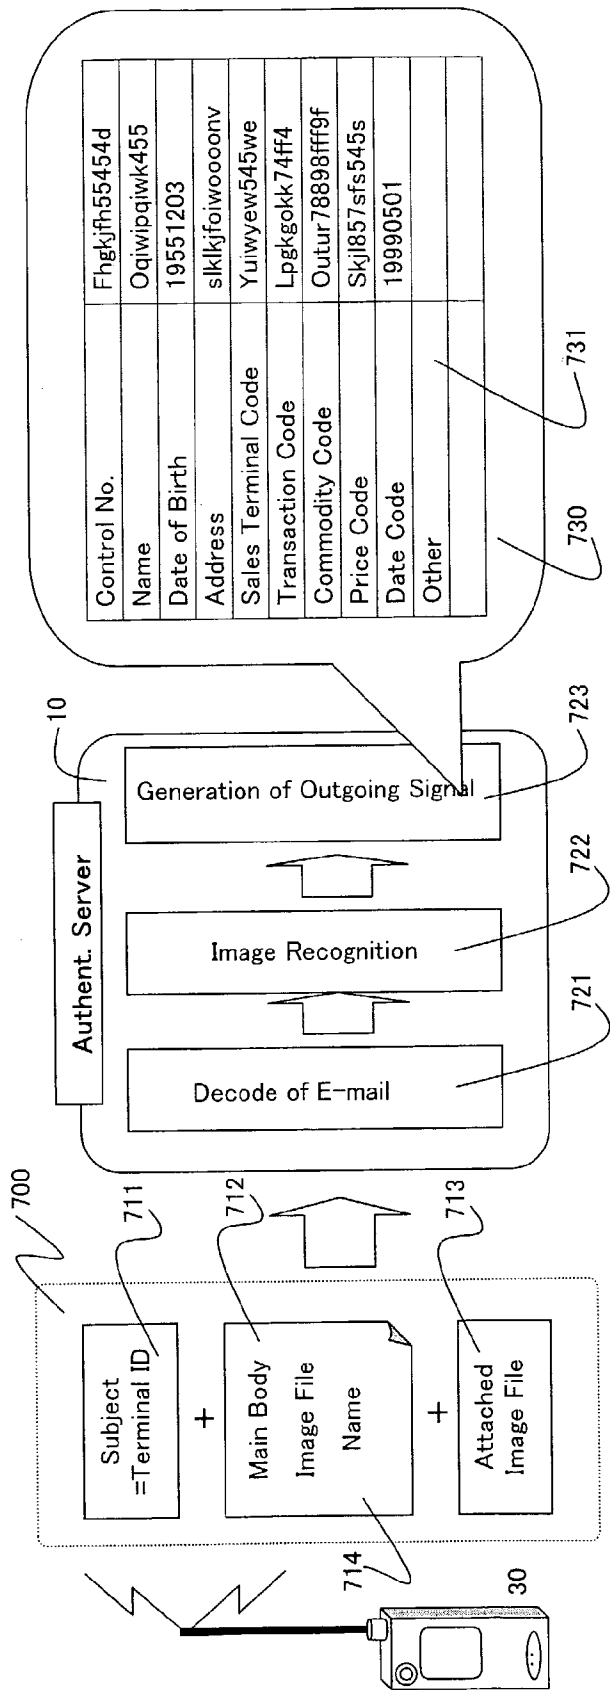 30
700
Subject
=Terminal ID
711
+
Main Body
Image File
Name
712
714
+
Attached
Image File
713
Authent. Server
10
Decode of E-mail
721
Image Recognition
722
Generation of Outgoing Signal
723
Control No. Fhgkjfh55454d
Name Oqiwipqiwk455
Date of Birth 19551203
Address slklkjfoiwoooonv
Sales Terminal Code Yuiwyew545we
Transaction Code Lpgkgokk74ff4
Commodity Code Outur78898fff9f
Price Code Skjl857sfs545s
Date Code 19990501
Other
730
731